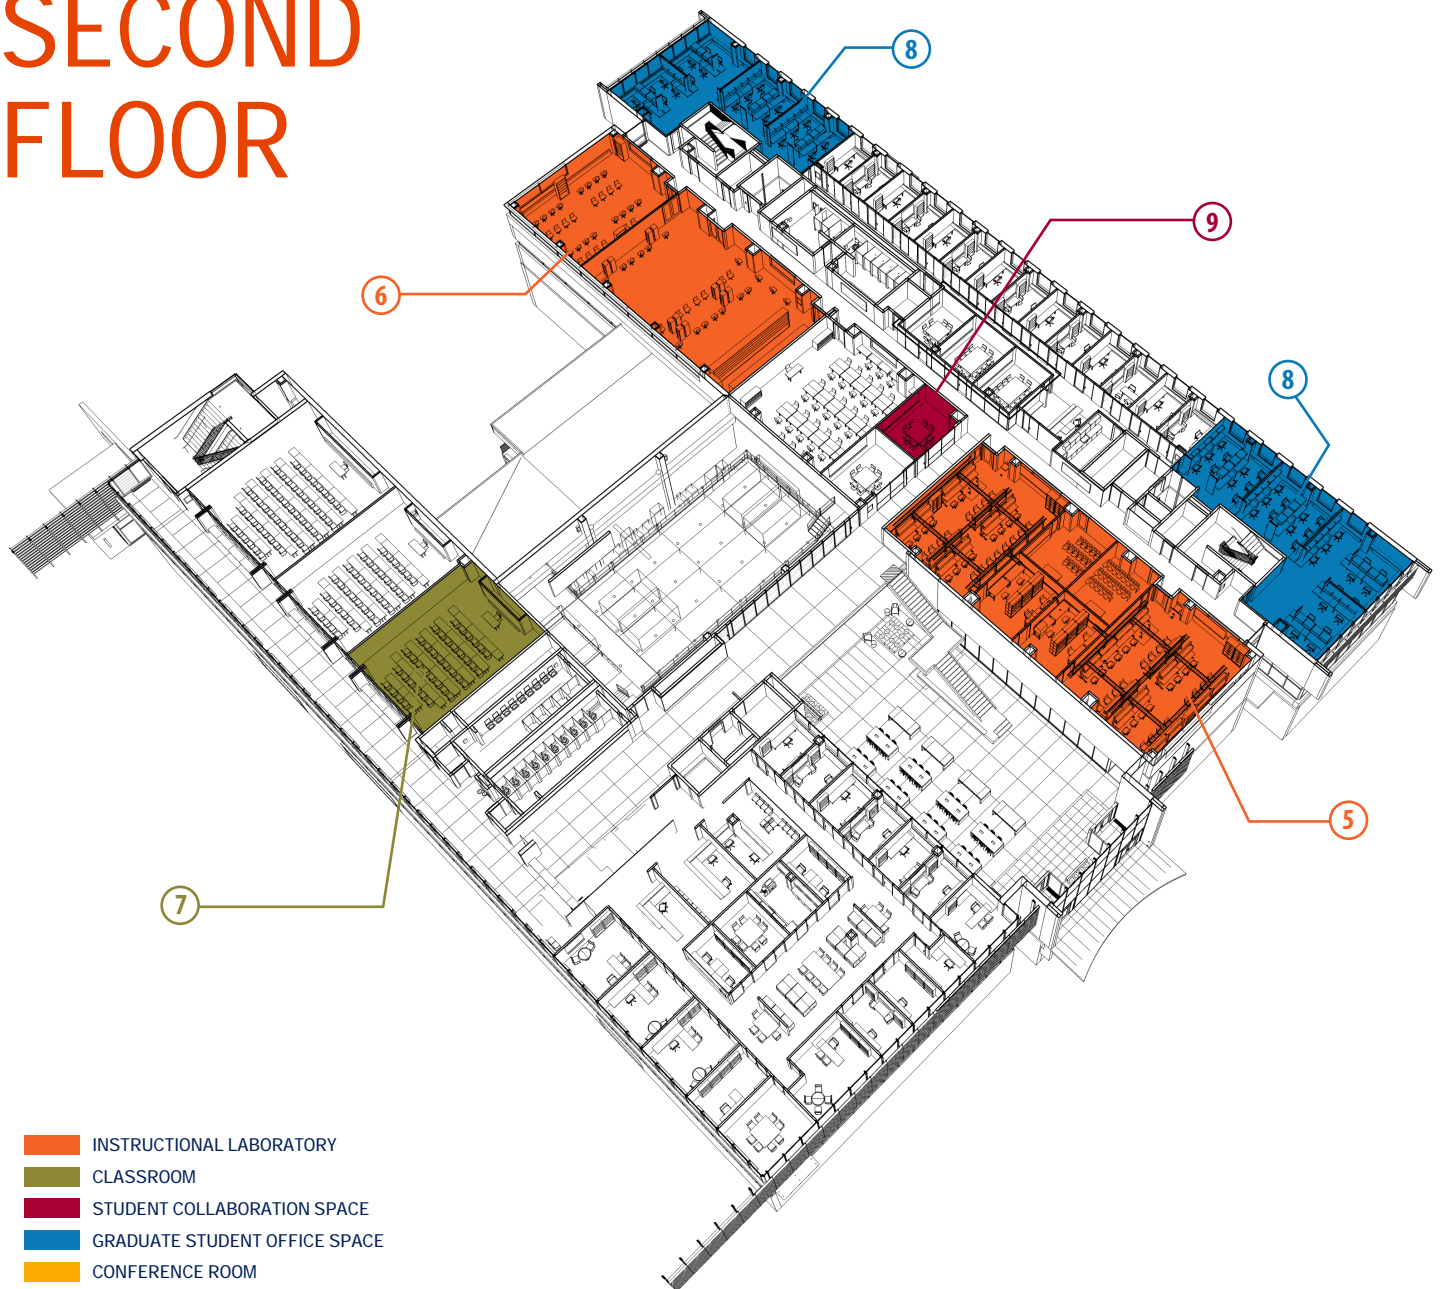 SECOND
FLOOR
8
9
6
8
5
7
INSTRUCTIONAL LABORATORY
CLASSROOM
STUDENT COLLABORATION SPACE
GRADUATE STUDENT OFFICE SPACE
CONFERENCE ROOM